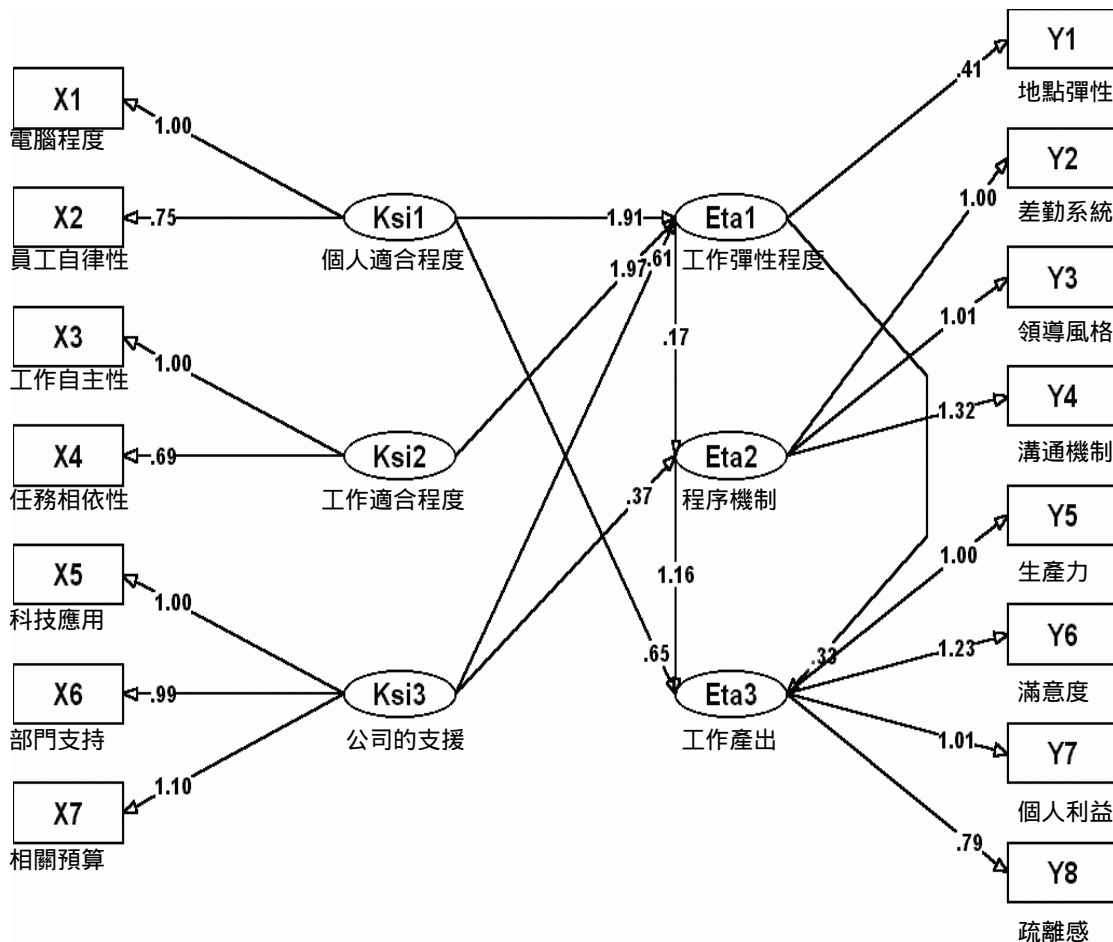 X1
電腦程度
1.00
X2
員工自律性
.75
X3
工作自主性
1.00
X4
任務相依性
.69
X5
科技應用
1.00
X6
部門支持
.99
X7
相關預算
1.10
Ksi1
個人適合程度
Ksi2
工作適合程度
Ksi3
公司的支援
1.91
1.97
.61
.17
.37
1.16
.65
.33
Eta1
工作彈性程度
Eta2
程序機制
Eta3
工作產出
.41
Y1
地點彈性
1.00
Y2
差勤系統
1.01
Y3
領導風格
1.32
Y4
溝通機制
1.00
Y5
生產力
1.23
Y6
滿意度
1.01
Y7
個人利益
.79
Y8
疏離感